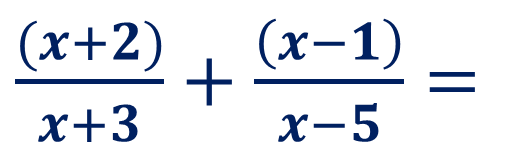 (x+2)/(x+3) + (x−1)/(x−5) =